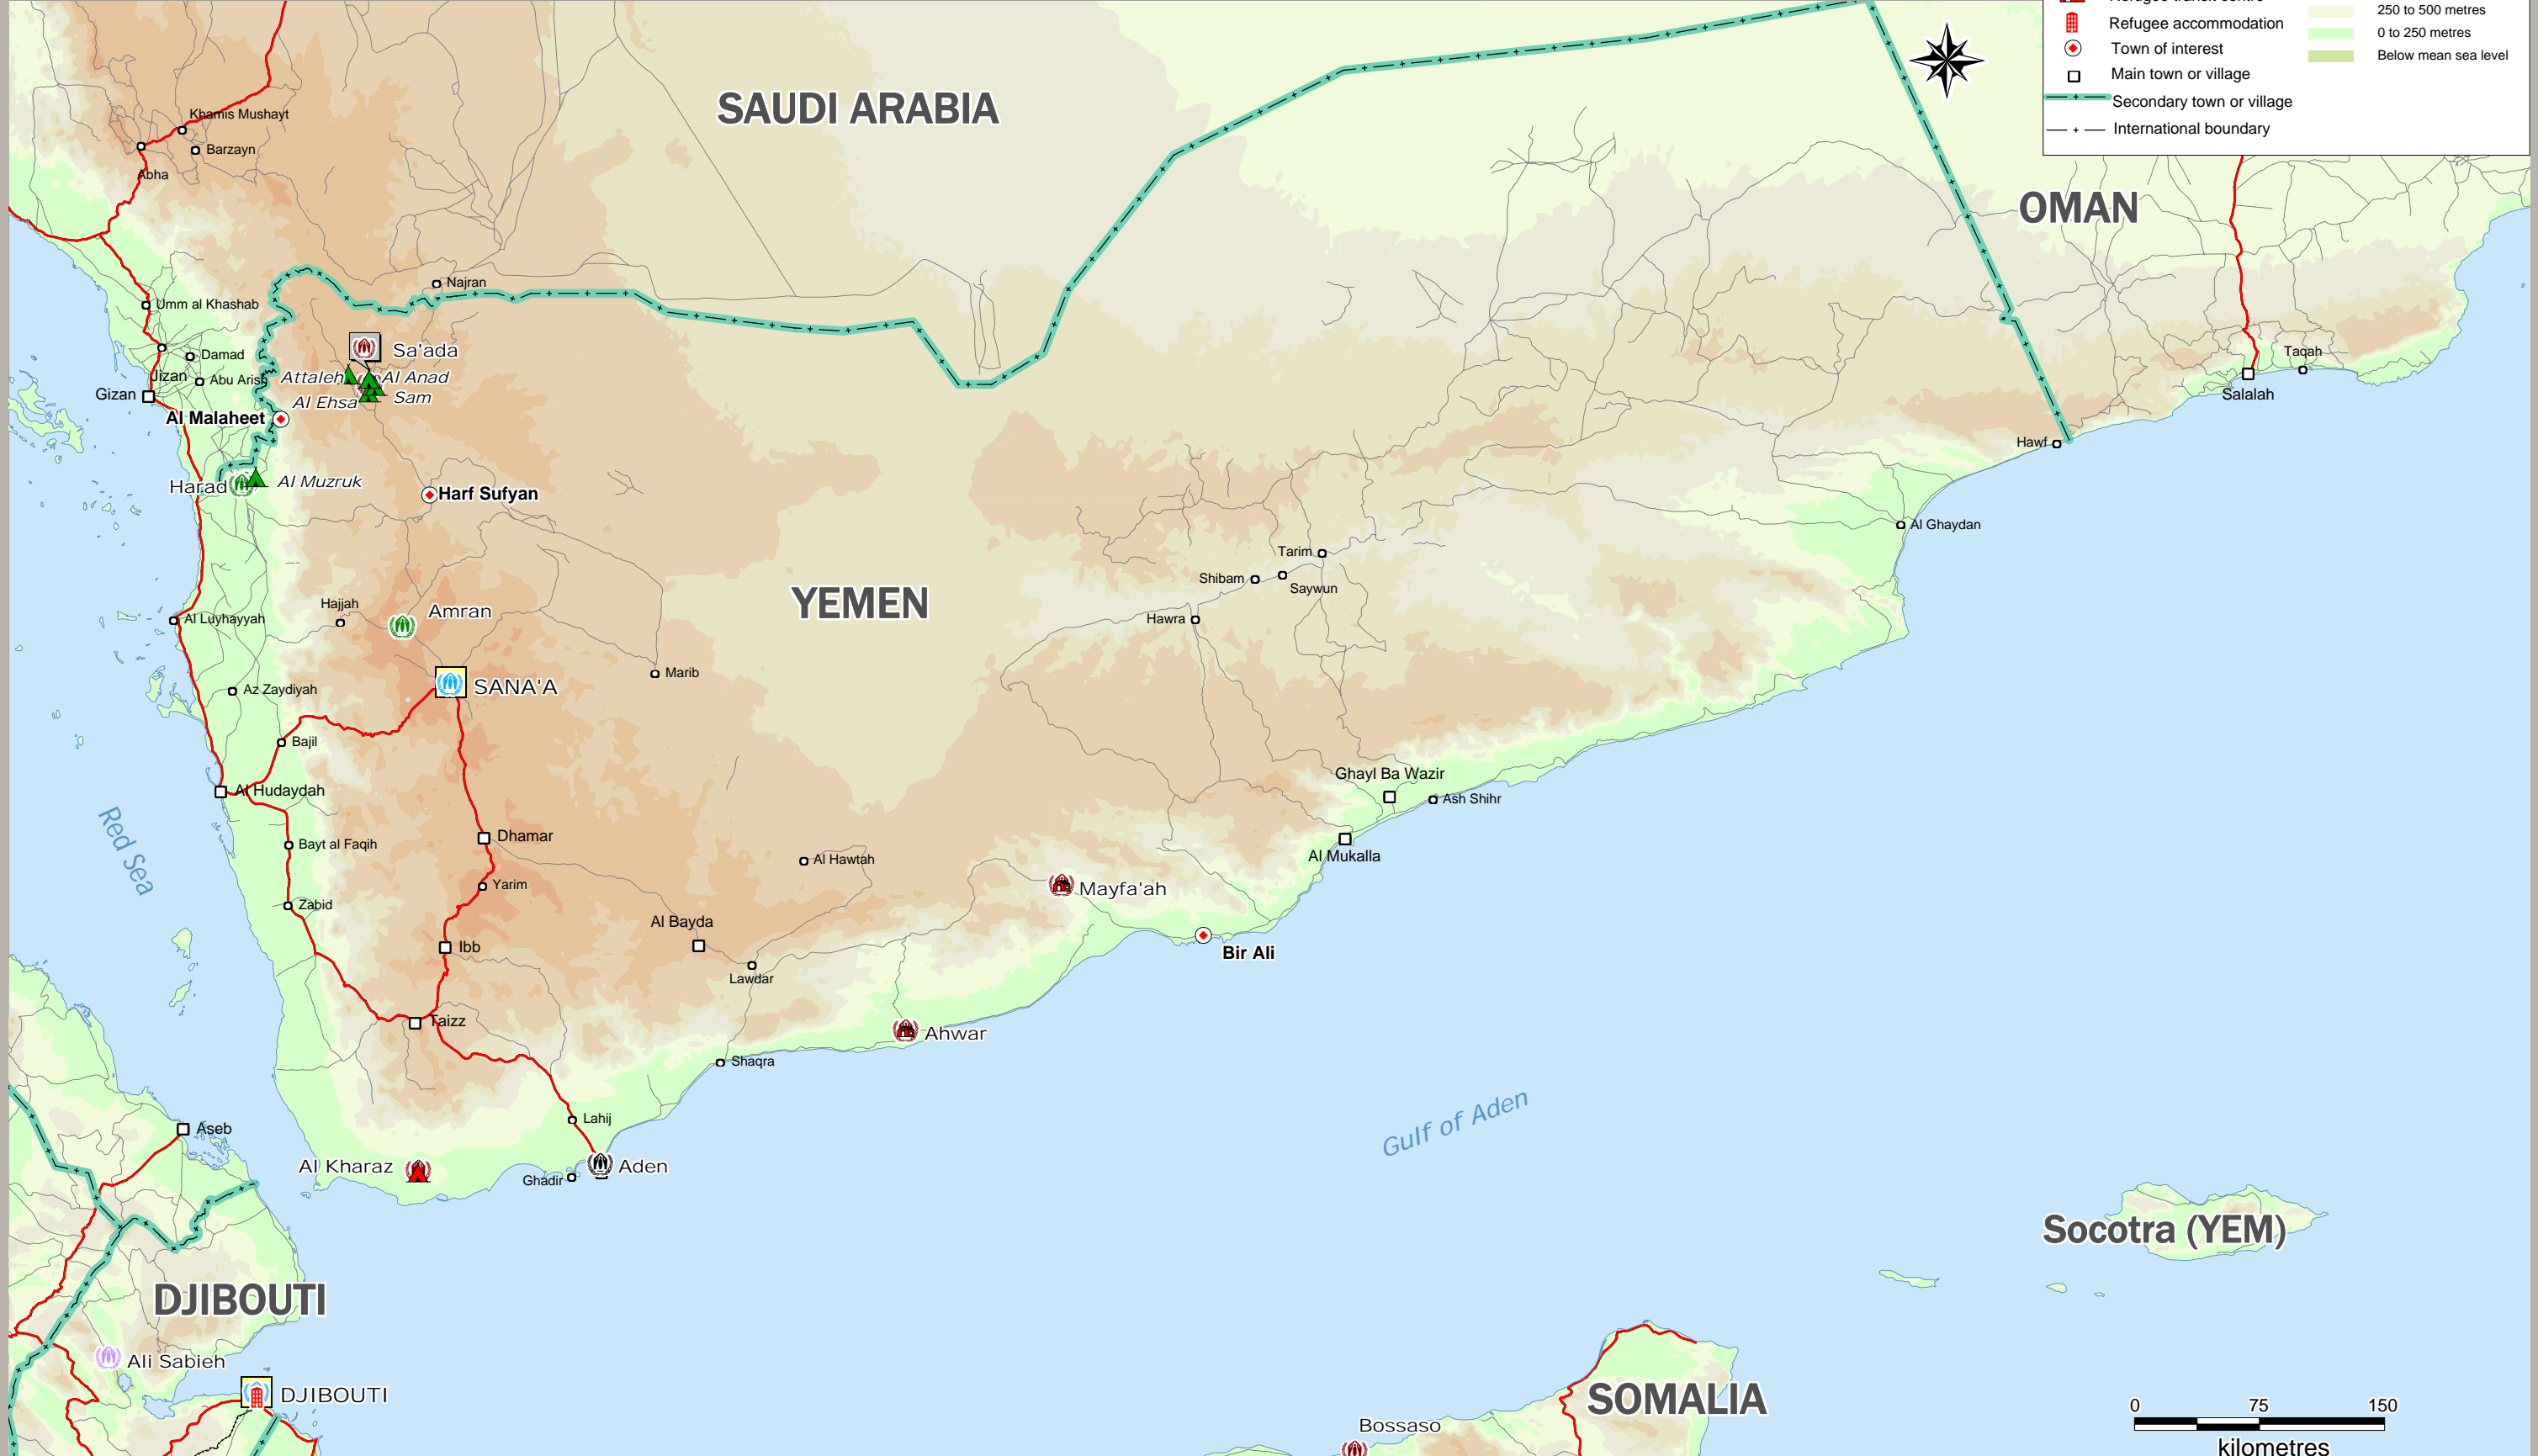 Refugee transit centre
250 to 500 metres
Refugee accommodation
0 to 250 metres
Town of interest
Below mean sea level
Main town or village
Secondary town or village
International boundary
SAUDI ARABIA
Khamis Mushayt
Barzayn
Abha
OMAN
Najran
Umm al Khashab
Sa'ada
Damad
Jizan
Abu Arish
Attaleh
Al Anad
Gizan
Al Ehsa
Sam
Al Malaheet
Taqah
Salalah
Hawf
Harad
Al Muzruk
Harf Sufyan
Al Ghaydan
Tarim
Shibam
Saywun
Hajjah
Amran
YEMEN
Al Luyhayyah
Hawra
Marib
SANA'A
Az Zaydiyah
Bajil
Ghayl Ba Wazir
Al Hudaydah
Ash Shihr
Red Sea
Dhamar
Bayt al Faqih
Al Hawtah
Al Mukalla
Yarim
Mayfa'ah
Zabid
Al Bayda
Ibb
Bir Ali
Lawdar
Taizz
Ahwar
Shaqra
Lahij
Gulf of Aden
Aseb
Al Kharaz
Aden
Ghadir
Socotra (YEM)
DJIBOUTI
Ali Sabieh
DJIBOUTI
SOMALIA
Bossaso
0 75 150
kilometres